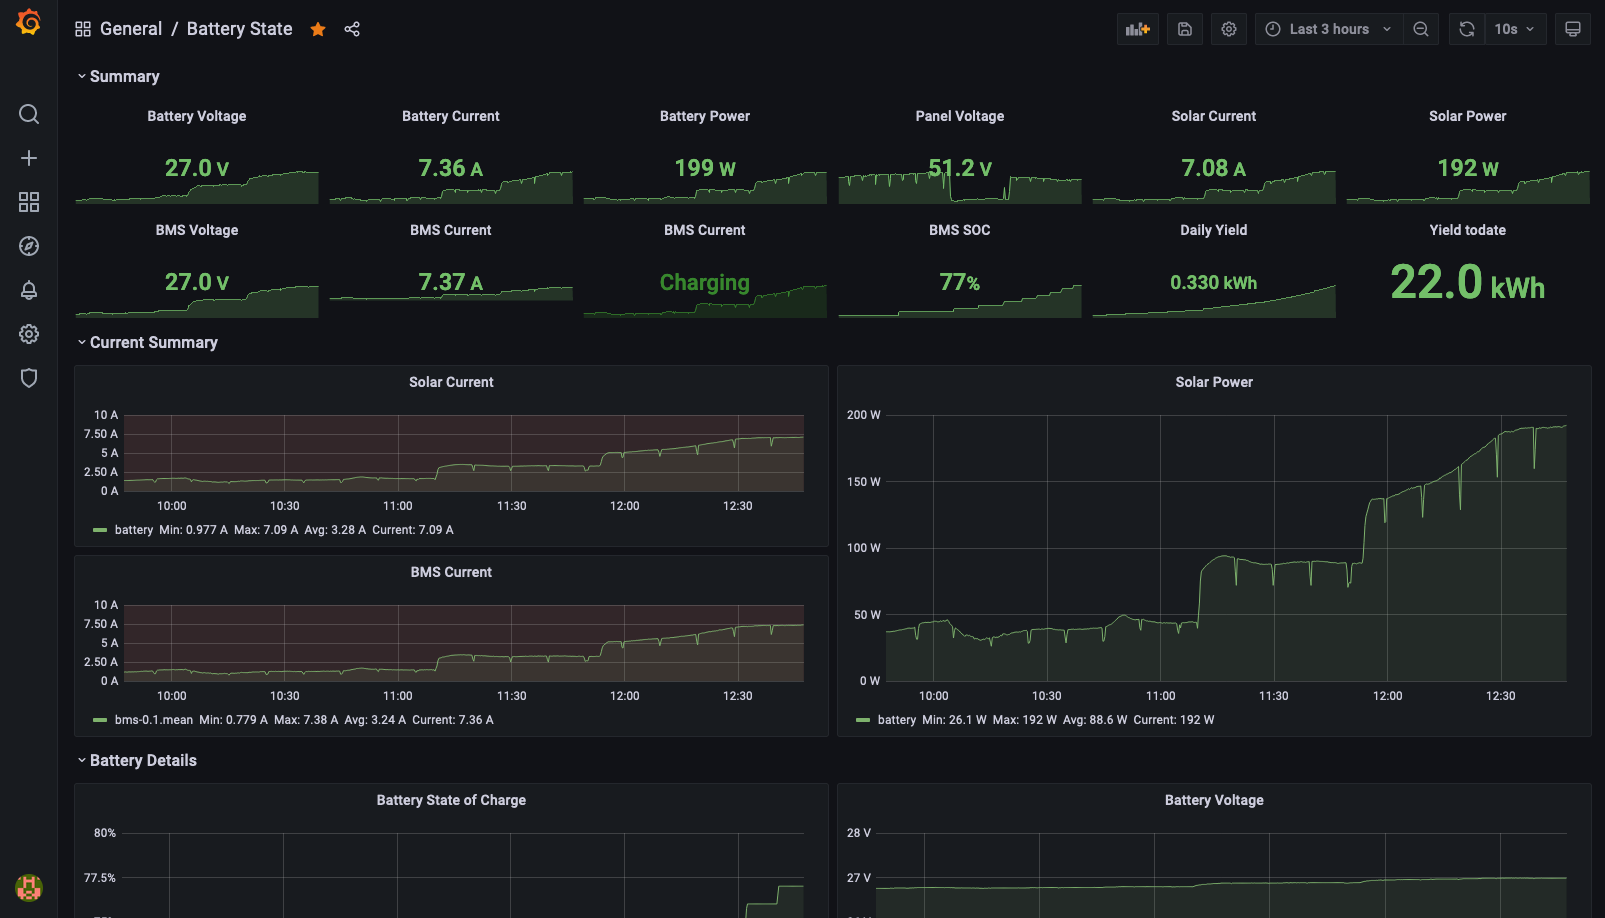 General / Battery State
Last 3 hours
10s
Summary
Battery Voltage
Battery Current
Battery Power
Panel Voltage
Solar Current
Solar Power
27.0 V
7.36 A
199 W
51.2 V
7.08 A
192 W
BMS Voltage
BMS Current
BMS Current
BMS SOC
Daily Yield
Yield todate
27.0 V
7.37 A
Charging
77%
0.330 kWh
22.0 kWh
Current Summary
Solar Current
10 A
7.50 A
5 A
2.50 A
0 A
10:00 10:30 11:00 11:30 12:00 12:30
battery Min: 0.977 A Max: 7.09 A Avg: 3.28 A Current: 7.09 A
BMS Current
10 A
7.50 A
5 A
2.50 A
0 A
10:00 10:30 11:00 11:30 12:00 12:30
bms-0.1.mean Min: 0.779 A Max: 7.38 A Avg: 3.24 A Current: 7.36 A
Solar Power
200 W
150 W
100 W
50 W
0 W
10:00 10:30 11:00 11:30 12:00 12:30
battery Min: 26.1 W Max: 192 W Avg: 88.6 W Current: 192 W
Battery Details
Battery State of Charge
80%
77.5%
Battery Voltage
28 V
27 V